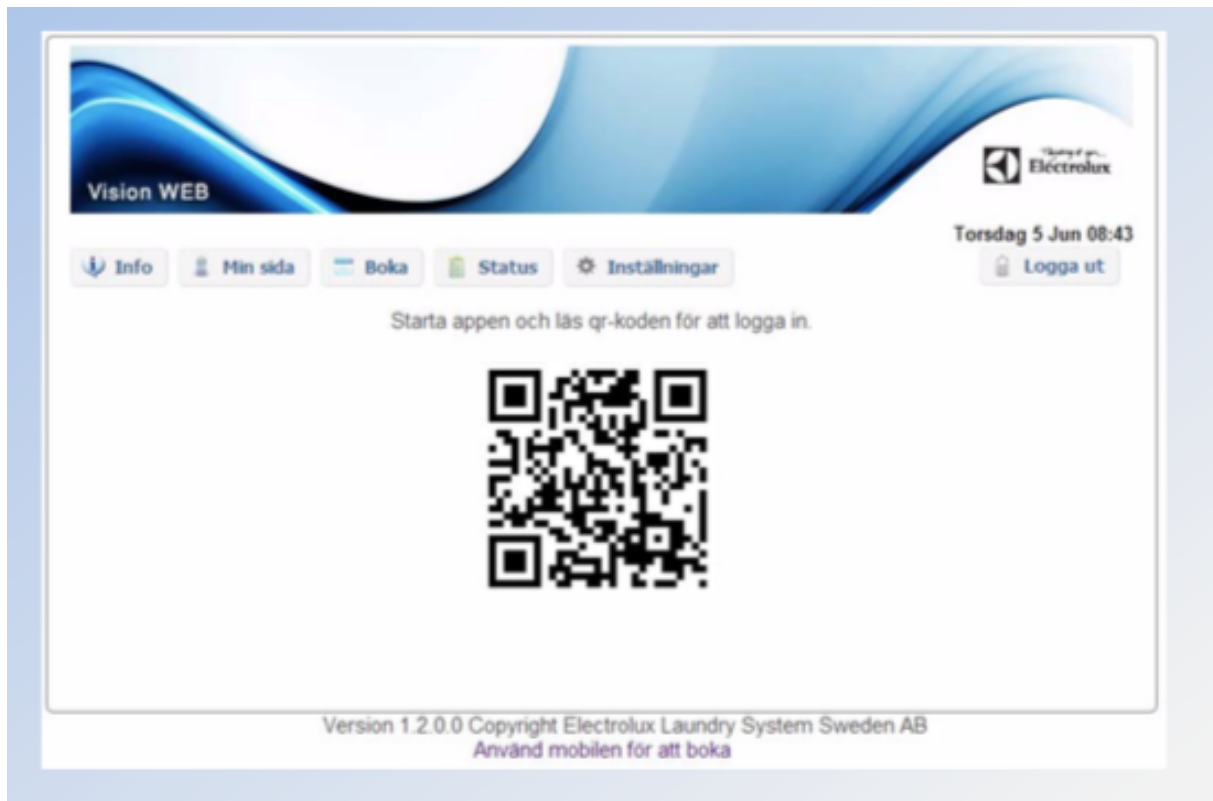 Vision WEB
Electrolux
Torsdag 5 Jun 08:43
Info Min sida Boka Status Inställningar Logga ut
Starta appen och läs qr-koden för att logga in.
Version 1.2.0.0 Copyright Electrolux Laundry System Sweden AB
Använd mobilen för att boka